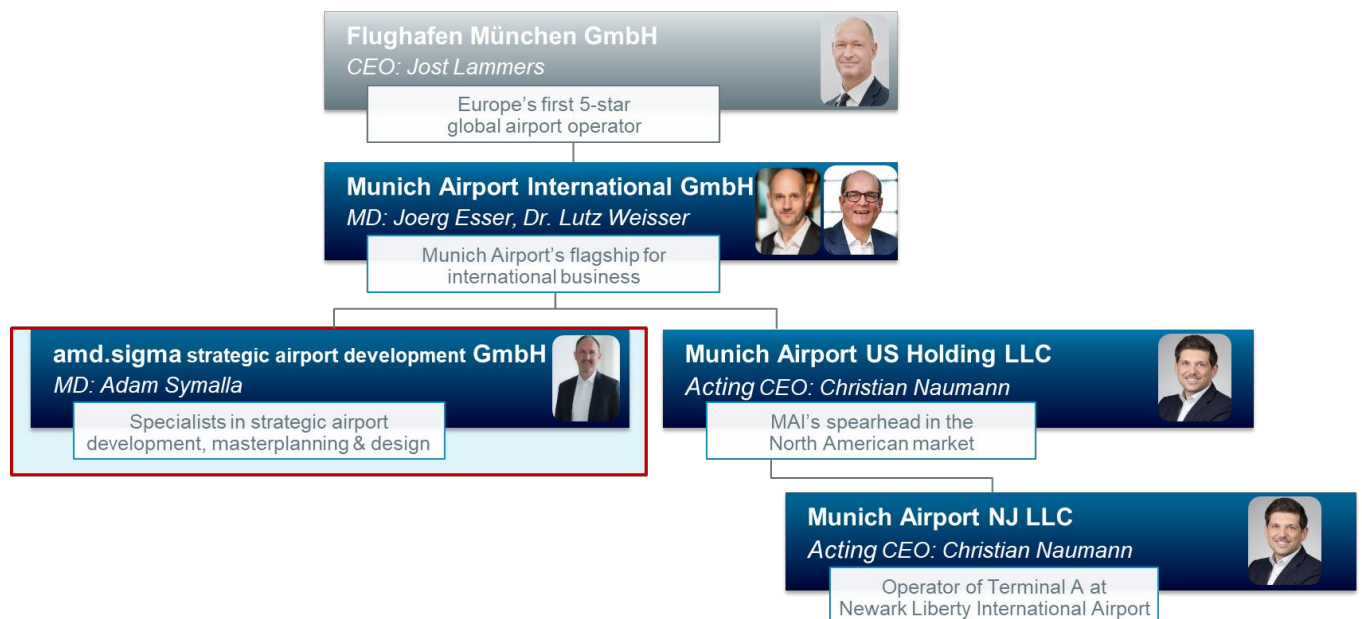 Flughafen München GmbH
CEO: Jost Lammers
Europe's first 5-star
global airport operator
Munich Airport International GmbH
MD: Joerg Esser, Dr. Lutz Weisser
Munich Airport's flagship for
international business
amd.sigma strategic airport development GmbH
MD: Adam Symalla
Specialists in strategic airport
development, masterplanning & design
Munich Airport US Holding LLC
Acting CEO: Christian Naumann
MAI's spearhead in the
North American market
Munich Airport NJ LLC
Acting CEO: Christian Naumann
Operator of Terminal A at
Newark Liberty International Airport